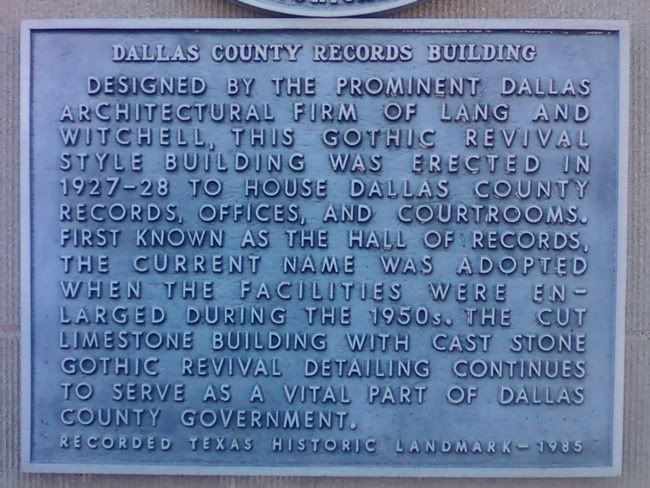 DALLAS COUNTY RECORDS BUILDING
DESIGNED BY THE PROMINENT DALLAS
ARCHITECTURAL FIRM OF LANG AND
WITCHELL, THIS GOTHIC REVIVAL
STYLE BUILDING WAS ERECTED IN
1927-28 TO HOUSE DALLAS COUNTY
RECORDS, OFFICES, AND COURTROOMS.
FIRST KNOWN AS THE HALL OF RECORDS,
THE CURRENT NAME WAS ADOPTED
WHEN THE FACILITIES WERE EN-
LARGED DURING THE 1950s. THE CUT
LIMESTONE BUILDING WITH CAST STONE
GOTHIC REVIVAL DETAILING CONTINUES
TO SERVE AS A VITAL PART OF DALLAS
COUNTY GOVERNMENT.
RECORDED TEXAS HISTORIC LANDMARK-1985